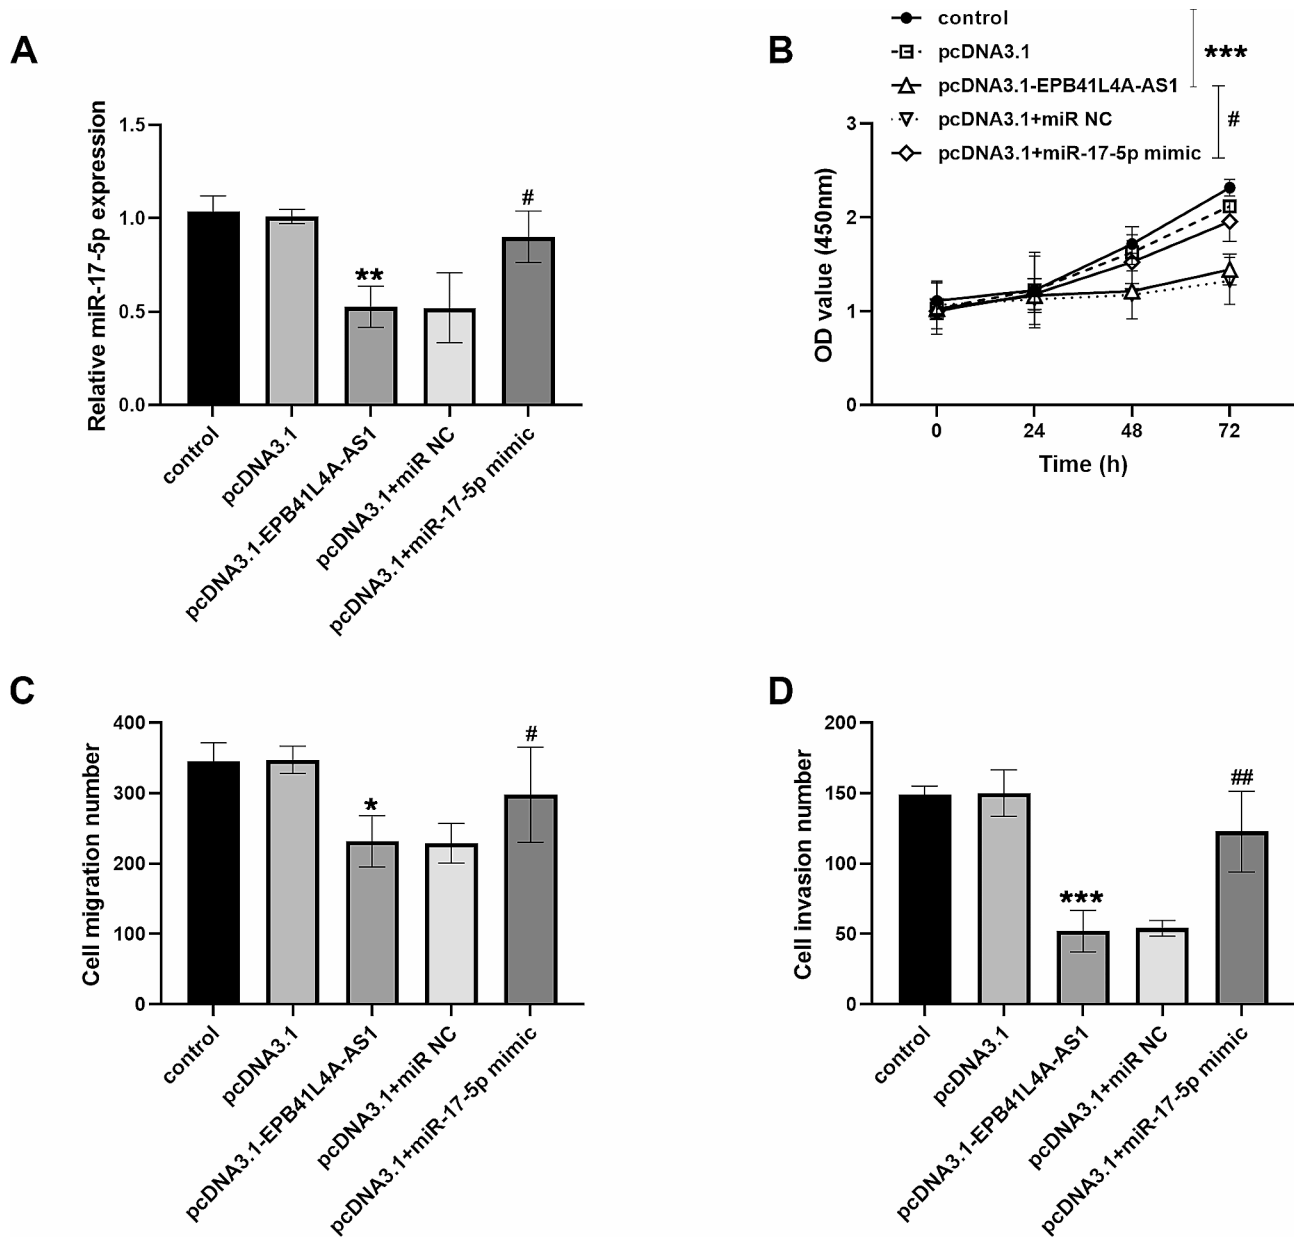 A
Relative miR-17-5p expression
1.5
1.0
0.5
0.0
**
#
control
pcDNA3.1
pcDNA3.1-EPB41L4A-AS1
pcDNA3.1+miR NC
pcDNA3.1+miR-17-5p mimic
B
control
pcDNA3.1
pcDNA3.1-EPB41L4A-AS1
pcDNA3.1+miR NC
pcDNA3.1+miR-17-5p mimic
***
#
OD value (450nm)
3
2
1
0
0 24 48 72
Time (h)
C
Cell migration number
400
300
200
100
0
*
#
control
pcDNA3.1
pcDNA3.1-EPB41L4A-AS1
pcDNA3.1+miR NC
pcDNA3.1+miR-17-5p mimic
D
Cell invasion number
200
150
100
50
0
***
##
control
pcDNA3.1
pcDNA3.1-EPB41L4A-AS1
pcDNA3.1+miR NC
pcDNA3.1+miR-17-5p mimic